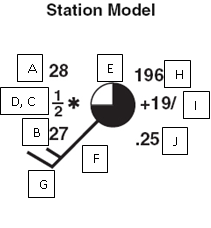 Station Model
A 28 E 196 H
D, C 1/2 * +19/ I
B 27 .25 J
F
G